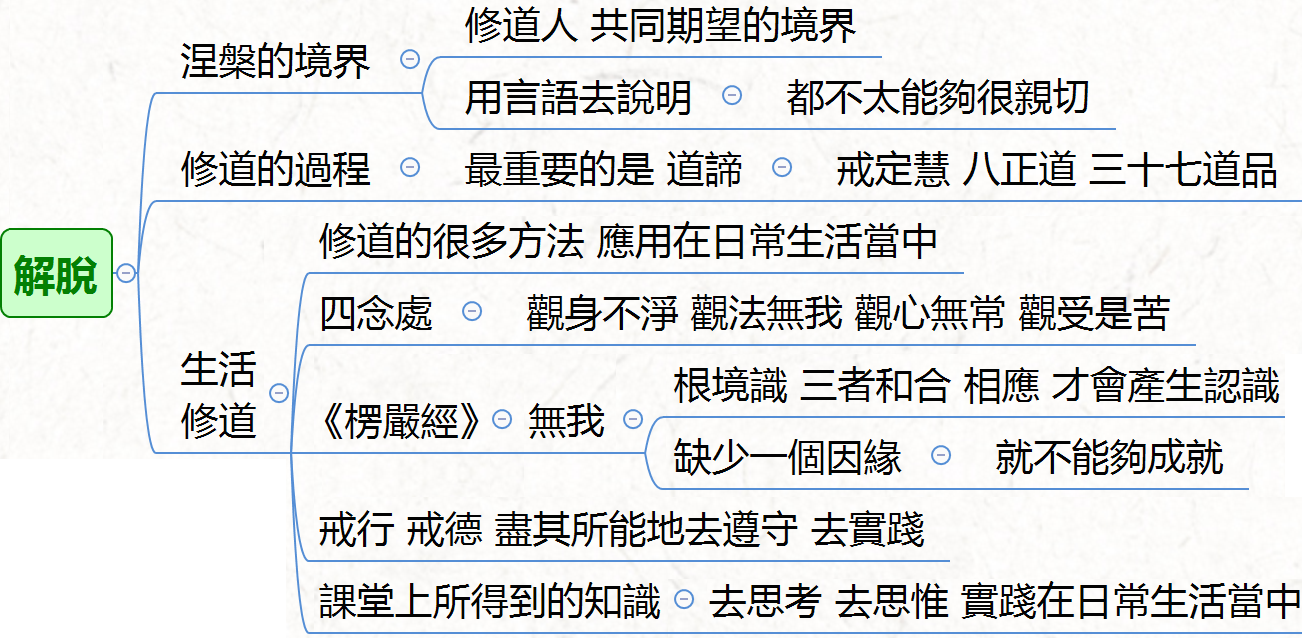 修道人 共同期望的境界
涅槃的境界
用言語去說明 都不太能夠很親切
修道的過程 最重要的是 道諦 戒定慧 八正道 三十七道品
修道的很多方法 應用在日常生活當中
解脫
四念處 觀身不淨 觀法無我 觀心無常 觀受是苦
生活
修道
根境識 三者和合 相應 才會產生認識
《楞嚴經》 無我
缺少一個因緣 就不能夠成就
戒行 戒德 盡其所能地去遵守 去實踐
課堂上所得到的知識 去思考 去思惟 實踐在日常生活當中